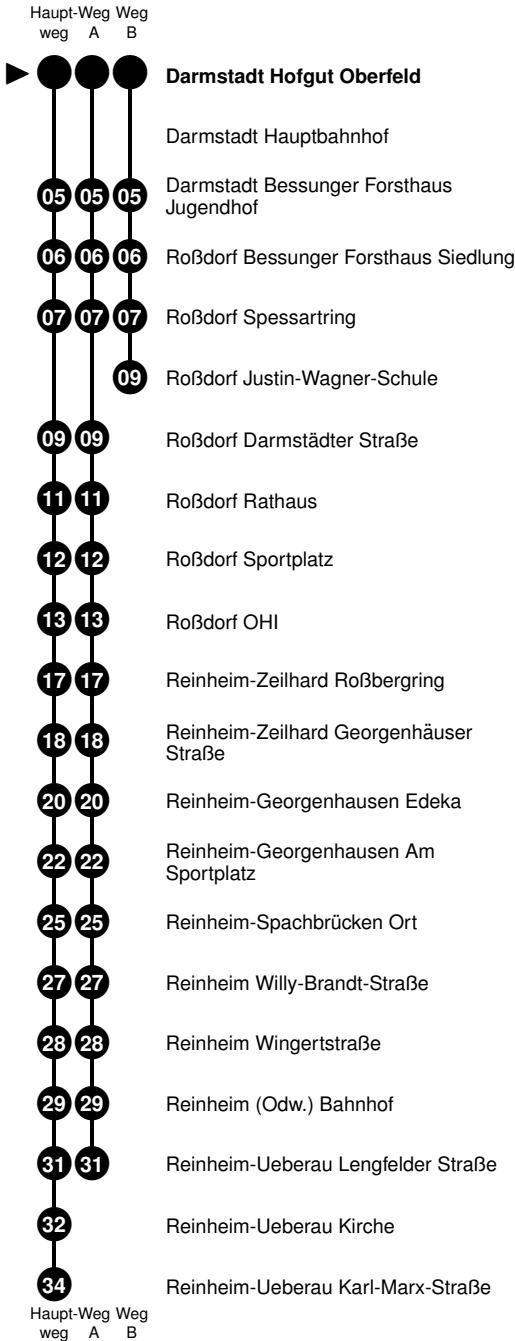 Haupt-Weg Weg
weg A B
Darmstadt Hofgut Oberfeld
Darmstadt Hauptbahnhof
05 05 05 Darmstadt Bessunger Forsthaus
Jugendhof
06 06 06 Roßdorf Bessunger Forsthaus Siedlung
07 07 07 Roßdorf Spessartring
09 Roßdorf Justin-Wagner-Schule
09 09 Roßdorf Darmstädter Straße
11 11 Roßdorf Rathaus
12 12 Roßdorf Sportplatz
13 13 Roßdorf OHI
17 17 Reinheim-Zeilhard Roßbergring
18 18 Reinheim-Zeilhard Georgenhäuser
Straße
20 20 Reinheim-Georgenhausen Edeka
22 22 Reinheim-Georgenhausen Am
Sportplatz
25 25 Reinheim-Spachbrücken Ort
27 27 Reinheim Willy-Brandt-Straße
28 28 Reinheim Wingertstraße
29 29 Reinheim (Odw.) Bahnhof
31 31 Reinheim-Ueberau Lengfelder Straße
32 Reinheim-Ueberau Kirche
34 Reinheim-Ueberau Karl-Marx-Straße
Haupt-Weg Weg
weg A B